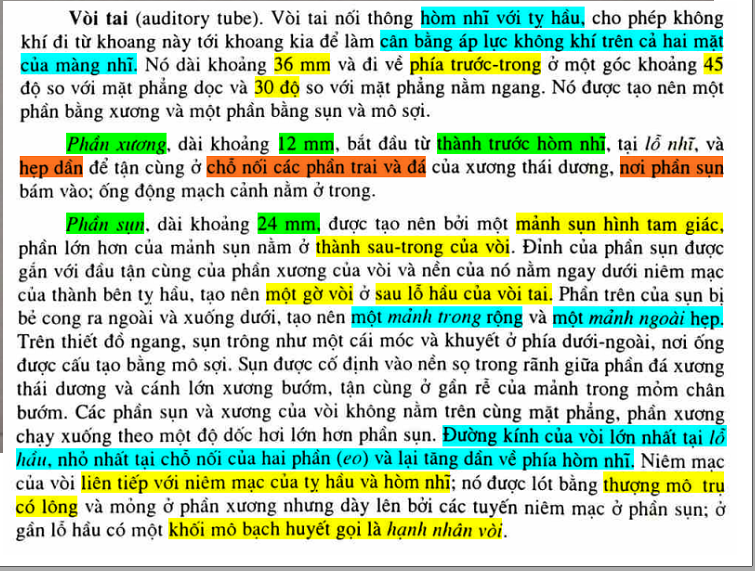 Vòi tai (auditory tube). Vòi tai nối thông hòm nhĩ với tỵ hầu, cho phép không
khí đi từ khoang này tới khoang kia để làm cân bằng áp lực không khí trên cả hai mặt
của màng nhĩ. Nó dài khoảng 36 mm và đi về phía trước-trong ở một góc khoảng 45
độ so với mặt phẳng dọc và 30 độ so với mặt phẳng nằm ngang. Nó được tạo nên một
phần bằng xương và một phần bằng sụn và mô sợi.
Phần xương, dài khoảng 12 mm, bắt đầu từ thành trước hòm nhĩ, tại lỗ nhĩ, và
hẹp dần để tận cùng ở chỗ nối các phần trai và đá của xương thái dương, nơi phần sụn
bám vào; ống động mạch cảnh nằm ở trong.
Phần sụn, dài khoảng 24 mm, được tạo nên bởi một mảnh sụn hình tam giác,
phần lớn hơn của mảnh sụn nằm ở thành sau-trong của vòi. Đỉnh của phần sụn được
gắn với đầu tận cùng của phần xương của vòi và nền của nó nằm ngay dưới niêm mạc
của thành bên tỵ hầu, tạo nên một gờ vòi ở sau lỗ hầu của vòi tai. Phần trên của sụn bị
bẻ cong ra ngoài và xuống dưới, tạo nên một mảnh trong rộng và một mảnh ngoài hẹp.
Trên thiết đồ ngang, sụn trông như một cái móc và khuyết ở phía dưới-ngoài, nơi ống
được cấu tạo bằng mô sợi. Sụn được cố định vào nền sọ trong rãnh giữa phần đá xương
thái dương và cánh lớn xương bướm, tận cùng ở gần rễ của mảnh trong mỏm chân
bướm. Các phần sụn và xương của vòi không nằm trên cùng mặt phẳng, phần xương
chạy xuống theo một độ dốc hơi lớn hơn phần sụn. Đường kính của vòi lớn nhất tại lỗ
hầu, nhỏ nhất tại chỗ nối của hai phần (eo) và lại tăng dần về phía hòm nhĩ. Niêm mạc
của vòi liên tiếp với niêm mạc của tỵ hầu và hòm nhĩ; nó được lót bằng thượng mô trụ
có lông và mỏng ở phần xương nhưng dày lên bởi các tuyến niêm mạc ở phần sụn; ở
gần lỗ hầu có một khối mô bạch huyết gọi là hạnh nhân vòi.